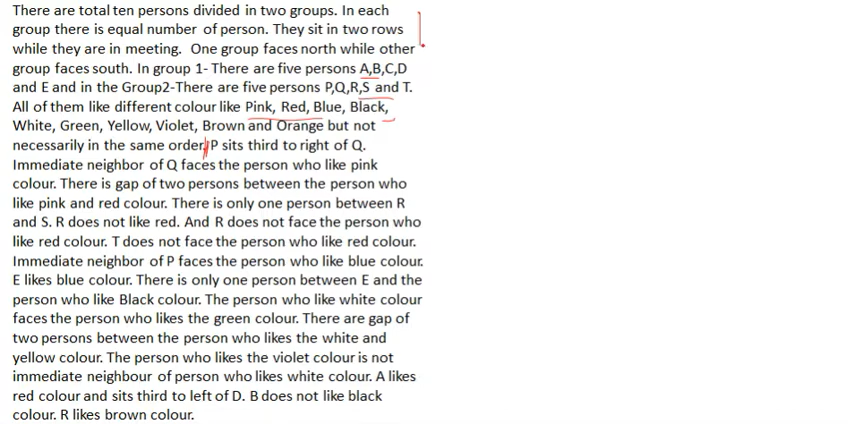 There are total ten persons divided in two groups. In each
group there is equal number of person. They sit in two rows
while they are in meeting.  One group faces north while other
group faces south. In group 1- There are five persons A,B,C,D
and E and in the Group2-There are five persons P,Q,R,S and T.
All of them like different colour like Pink, Red, Blue, Black,
White, Green, Yellow, Violet, Brown and Orange but not
necessarily in the same order. P sits third to right of Q.
Immediate neighbor of Q faces the person who like pink
colour. There is gap of two persons between the person who
like pink and red colour. There is only one person between R
and S. R does not like red. And R does not face the person who
like red colour. T does not face the person who like red colour.
Immediate neighbor of P faces the person who like blue colour.
E likes blue colour. There is only one person between E and the
person who like Black colour. The person who like white colour
faces the person who likes the green colour. There are gap of
two persons between the person who likes the white and
yellow colour. The person who likes the violet colour is not
immediate neighbour of person who likes white colour. A likes
red colour and sits third to left of D. B does not like black
colour. R likes brown colour.